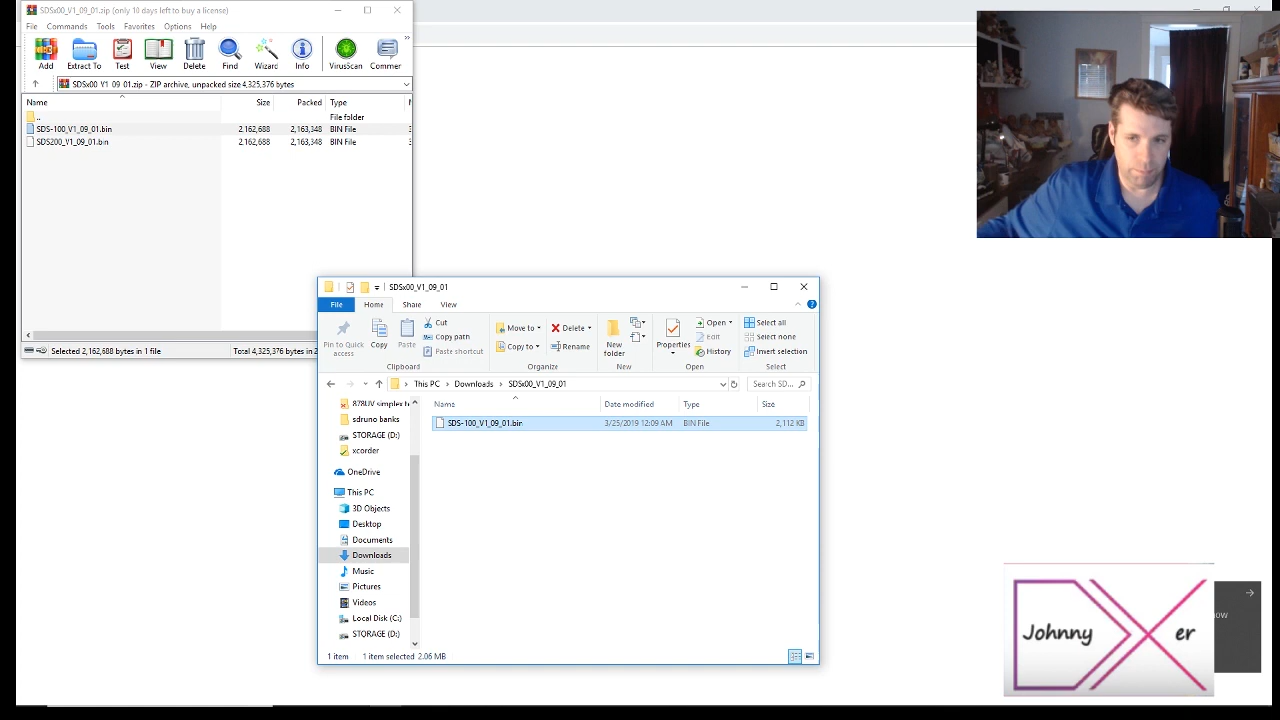 SDSx00_V1_09_01.zip (only 10 days left to buy a license)
File Commands Tools Favorites Options Help
Add Extract To Test View Delete Find Wizard Info VirusScan Commer
SDSx00_V1_09_01.zip - ZIP archive, unpacked size 4,325,376 bytes
Name Size Packed Type
.. File folder
SDS-100_V1_09_01.bin 2,162,688 2,163,348 BIN File
SDS200_V1_09_01.bin 2,162,688 2,163,348 BIN File
Selected 2,162,688 bytes in 1 file Total 4,325,376 bytes in 2
SDSx00_V1_09_01
File Home Share View
Pin to Quick access Copy Paste Cut Copy path Paste shortcut
Move to Copy to Delete Rename
New folder
Properties Open History
Select all Select none Invert selection
Clipboard Organize New Open Select
This PC Downloads SDSx00_V1_09_01 Search SD...
878UV simplex te
sdruno banks
STORAGE (D:)
xcorder
OneDrive
This PC
3D Objects
Desktop
Documents
Downloads
Music
Pictures
Videos
Local Disk (C:)
STORAGE (D:)
Name Date modified Type Size
SDS-100_V1_09_01.bin 3/25/2019 12:09 AM BIN File 2,112 KB
1 item 1 item selected 2.06 MB
Johnny DX er
now